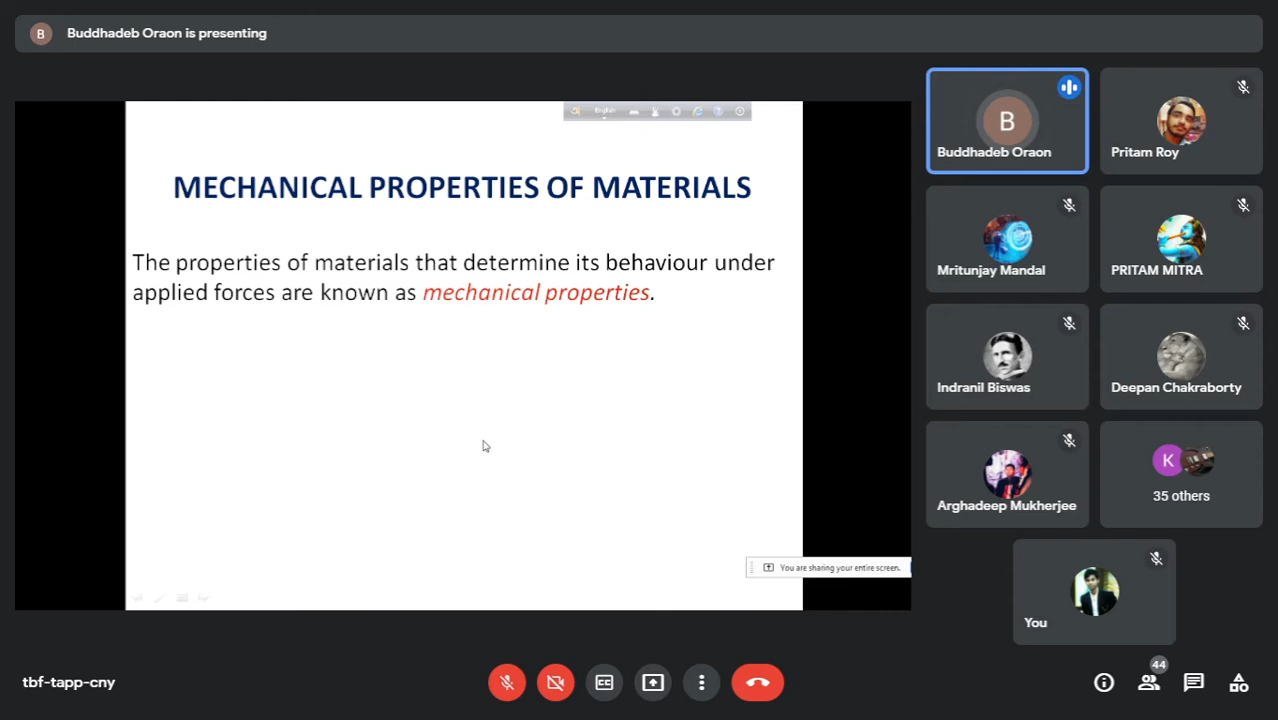 B
Buddhadeb Oraon is presenting
English
MECHANICAL PROPERTIES OF MATERIALS
The properties of materials that determine its behaviour under
applied forces are known as mechanical properties.
You are sharing your entire screen.
B
Buddhadeb Oraon
Pritam Roy
Mritunjay Mandal
PRITAM MITRA
Indranil Biswas
Deepan Chakraborty
Arghadeep Mukherjee
K
35 others
You
tbf-tapp-cny
CC
44